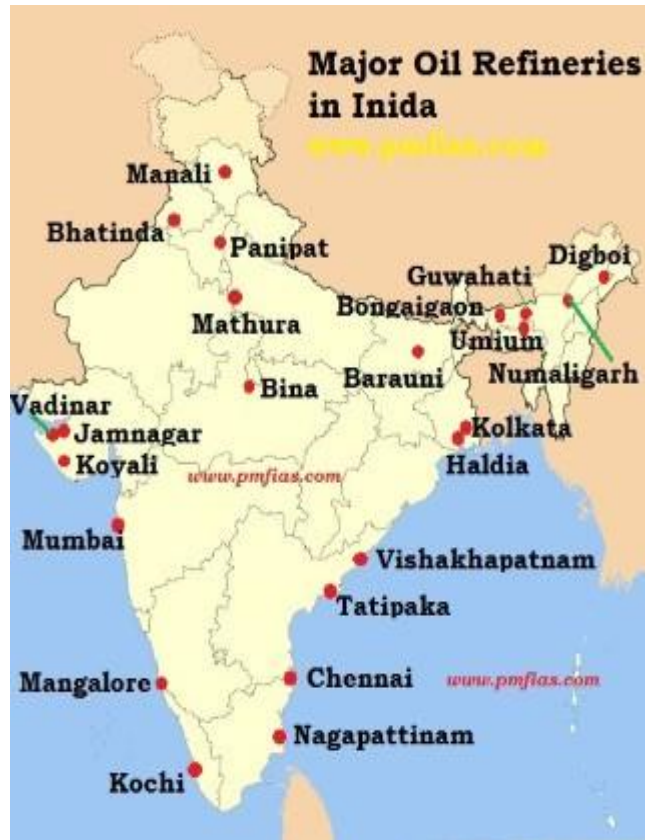 Major Oil Refineries
in Inida
www.pmfias.com
Manali
Bhatinda
Panipat
Digboi
Guwahati
Bongaigaon
Mathura
Umium
Numaligarh
Barauni
Bina
Vadinar
Jamnagar
Kolkata
Koyali
Haldia
www.pmfias.com
Mumbai
Vishakhapatnam
Tatipaka
Mangalore
Chennai
www.pmfias.com
Nagapattinam
Kochi